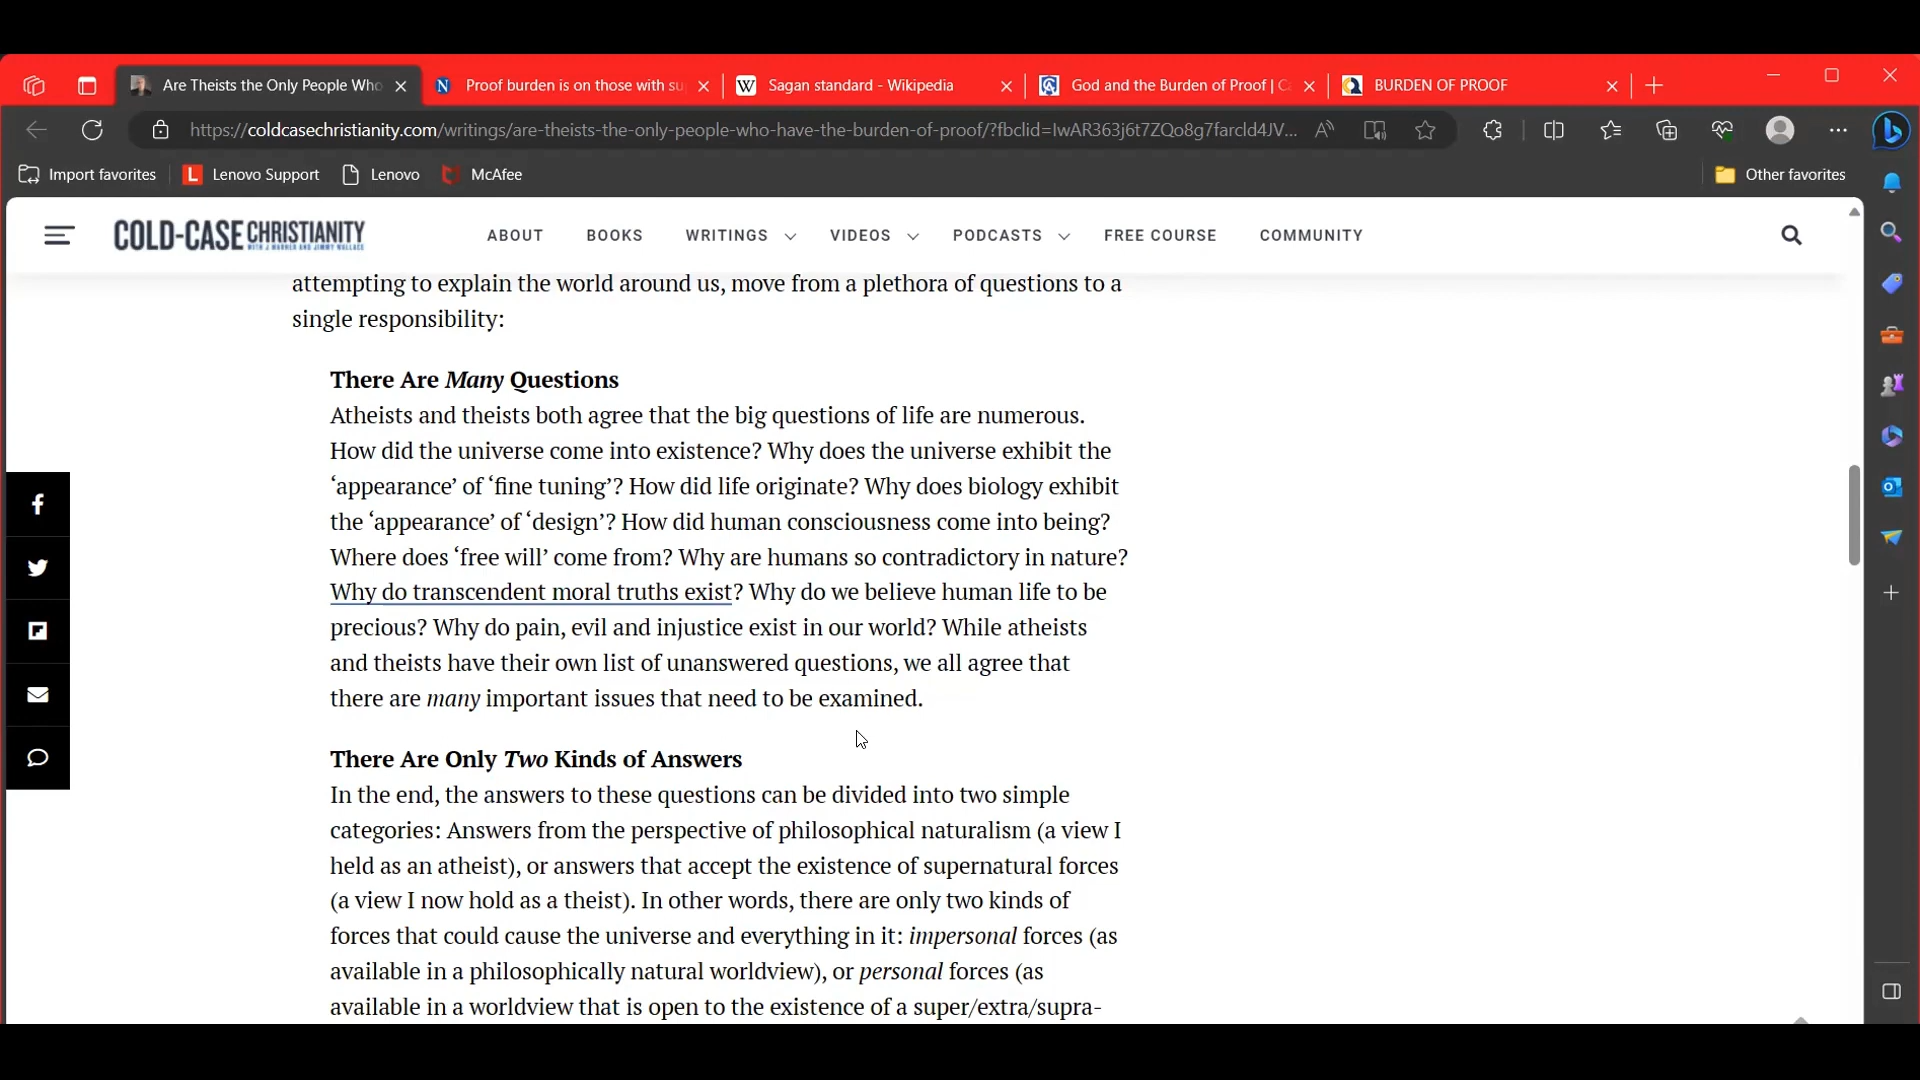 Are Theists the Only People Who
Proof burden is on those with su
Sagan standard - Wikipedia
God and the Burden of Proof | C
BURDEN OF PROOF
https://coldcasechristianity.com/writings/are-theists-the-only-people-who-have-the-burden-of-proof/?fbclid=IwAR363j6t7ZQo8g7farcld4JV...
Import favorites
Lenovo Support
Lenovo
McAfee
Other favorites
COLD-CASE CHRISTIANITY
WITH J WARNER AND JIMMY WALLACE
ABOUT
BOOKS
WRITINGS
VIDEOS
PODCASTS
FREE COURSE
COMMUNITY
attempting to explain the world around us, move from a plethora of questions to a
single responsibility:
There Are Many Questions
Atheists and theists both agree that the big questions of life are numerous.
How did the universe come into existence? Why does the universe exhibit the
‘appearance’ of ‘fine tuning’? How did life originate? Why does biology exhibit
the ‘appearance’ of ‘design’? How did human consciousness come into being?
Where does ‘free will’ come from? Why are humans so contradictory in nature?
Why do transcendent moral truths exist? Why do we believe human life to be
precious? Why do pain, evil and injustice exist in our world? While atheists
and theists have their own list of unanswered questions, we all agree that
there are many important issues that need to be examined.
There Are Only Two Kinds of Answers
In the end, the answers to these questions can be divided into two simple
categories: Answers from the perspective of philosophical naturalism (a view I
held as an atheist), or answers that accept the existence of supernatural forces
(a view I now hold as a theist). In other words, there are only two kinds of
forces that could cause the universe and everything in it: impersonal forces (as
available in a philosophically natural worldview), or personal forces (as
available in a worldview that is open to the existence of a super/extra/supra-